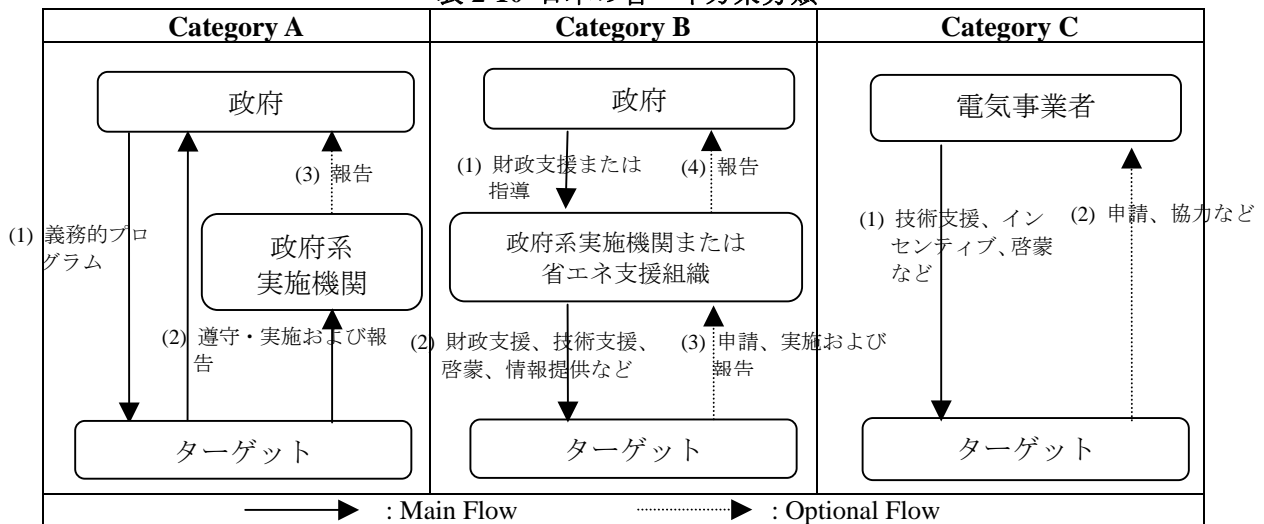 Category A
Category B
Category C
政府
(3) 報告
(1) 義務的プロ
グラム
政府系
実施機関
(2) 遵守・実施および報
告
ターゲット
政府
(1) 財政支援または
指導
(4) 報告
政府系実施機関または
省エネ支援組織
(2) 財政支援、技術支援、
啓蒙、情報提供など
(3) 申請、実施および
報告
ターゲット
電気事業者
(1) 技術支援、イン
センティブ、啓蒙
など
(2) 申請、協力など
ターゲット
: Main Flow
: Optional Flow